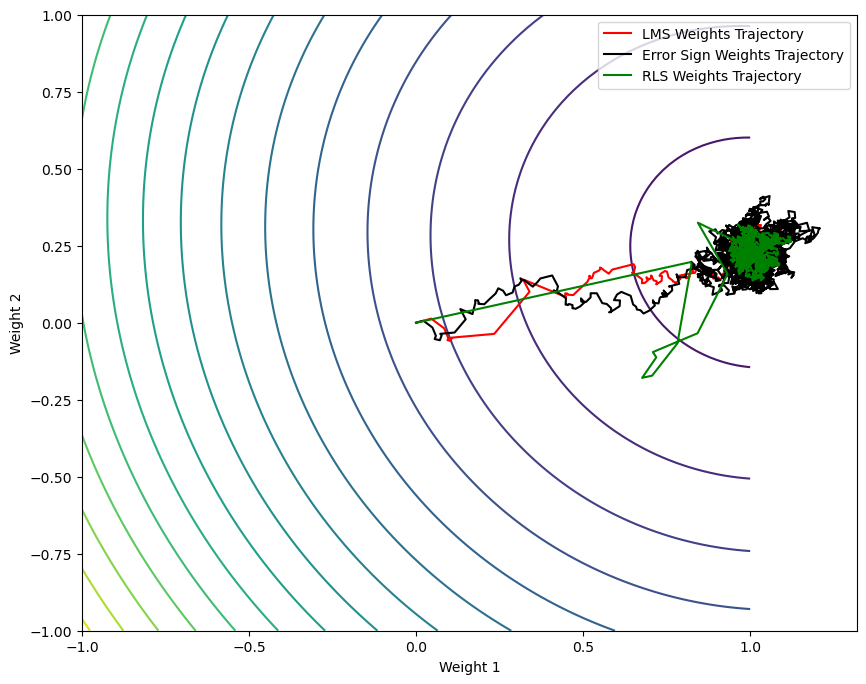 LMS Weights Trajectory
Error Sign Weights Trajectory
RLS Weights Trajectory
1.00
0.75
0.50
0.25
0.00
−0.25
−0.50
−0.75
−1.00
Weight 2
−1.0
−0.5
0.0
0.5
1.0
Weight 1